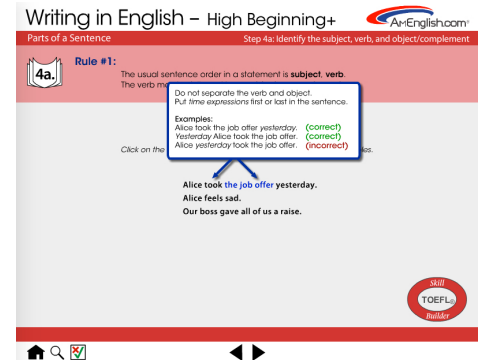 Writing in English – High Beginning+
AMEnglish.com
Parts of a Sentence
Step 4a: Identify the subject, verb, and object/complement
4a.
Rule #1:
The usual sentence order in a statement is subject, verb.
The verb
Do not separate the verb and object.
Put time expressions first or last in the sentence.
Examples:
Alice took the job offer yesterday. (correct)
Yesterday Alice took the job offer. (correct)
Alice yesterday took the job offer. (incorrect)
Click on the
Alice took the job offer yesterday.
Alice feels sad.
Our boss gave all of us a raise.
Skill
TOEFL®
Builder